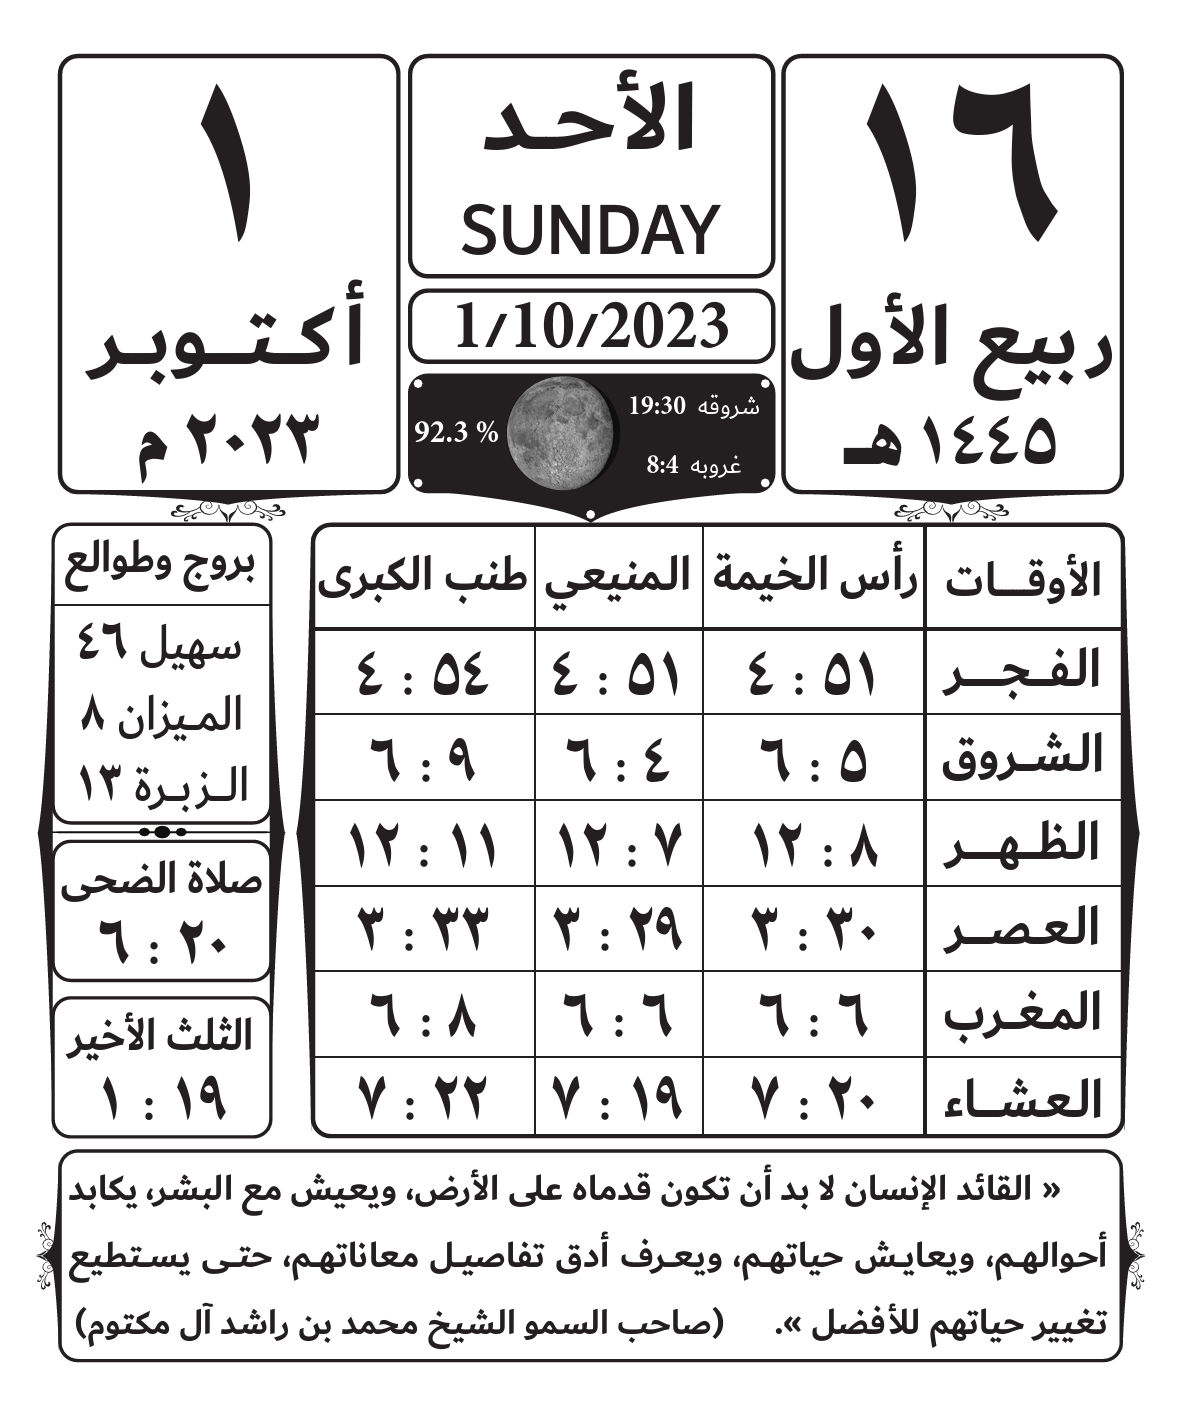 ١٦
ربيع الأول
١٤٤٥ هـ
الأحد
SUNDAY
1/10/2023
شروقه 19:30
غروبه 8:4
92.3 %
١
أكتوبر
٢٠٢٣ م
الأوقات رأس الخيمة المنيعي طنب الكبرى
الفجر ٥١ : ٤ ٥١ : ٤ ٥٤ : ٤
الشروق ٥ : ٦ ٤ : ٦ ٩ : ٦
الظهر ٨ : ١٢ ٧ : ١٢ ١١ : ١٢
العصر ٣٠ : ٣ ٢٩ : ٣ ٣٣ : ٣
المغرب ٦ : ٦ ٦ : ٦ ٨ : ٦
العشاء ٢٠ : ٧ ١٩ : ٧ ٢٢ : ٧
بروج وطوالع
سهيل ٤٦
الميزان ٨
الزبرة ١٣
صلاة الضحى
٢٠ : ٦
الثلث الأخير
١٩ : ١
« القائد الإنسان لا بد أن تكون قدماه على الأرض، ويعيش مع البشر، يكابد
أحوالهم، ويعايش حياتهم، ويعرف أدق تفاصيل معاناتهم، حتى يستطيع
تغيير حياتهم للأفضل ». (صاحب السمو الشيخ محمد بن راشد آل مكتوم)